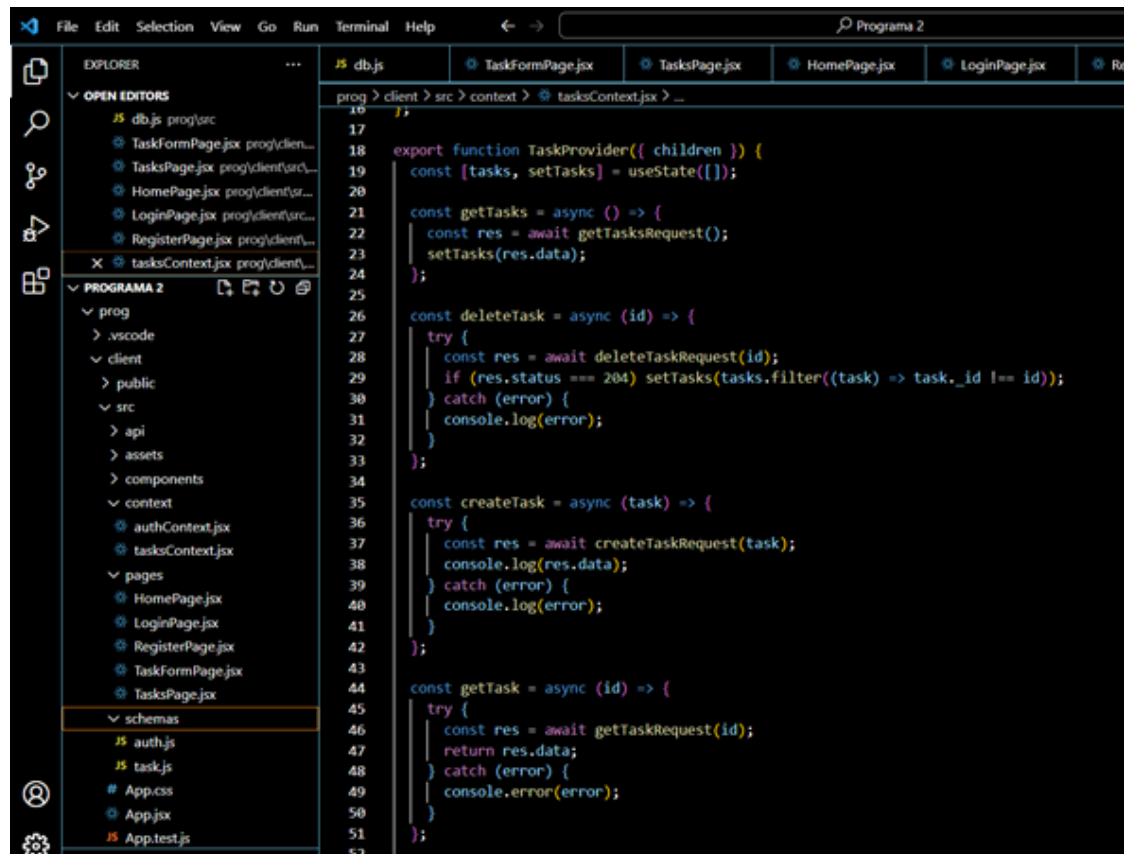 File Edit Selection View Go Run Terminal Help
Programa 2
EXPLORER
OPEN EDITORS
JS db.js prog\src
TaskFormPage.jsx prog\clien...
TasksPage.jsx prog\client\src\...
HomePage.jsx prog\client\sr...
LoginPage.jsx prog\client\src...
RegisterPage.jsx prog\client\...
tasksContext.jsx prog\client\...
PROGRAMA 2
prog
.vscode
client
public
src
api
assets
components
context
authContext.jsx
tasksContext.jsx
pages
HomePage.jsx
LoginPage.jsx
RegisterPage.jsx
TaskFormPage.jsx
TasksPage.jsx
schemas
JS auth.js
JS task.js
# App.css
App.jsx
JS App.test.js
JS db.js TaskFormPage.jsx TasksPage.jsx HomePage.jsx LoginPage.jsx Re
prog > client > src > context > tasksContext.jsx > ...
16 };
17
18 export function TaskProvider({ children }) {
19 const [tasks, setTasks] = useState([]);
20
21 const getTasks = async () => {
22 const res = await getTasksRequest();
23 setTasks(res.data);
24 };
25
26 const deleteTask = async (id) => {
27 try {
28 const res = await deleteTaskRequest(id);
29 if (res.status === 204) setTasks(tasks.filter((task) => task._id !== id));
30 } catch (error) {
31 console.log(error);
32 }
33 };
34
35 const createTask = async (task) => {
36 try {
37 const res = await createTaskRequest(task);
38 console.log(res.data);
39 } catch (error) {
40 console.log(error);
41 }
42 };
43
44 const getTask = async (id) => {
45 try {
46 const res = await getTaskRequest(id);
47 return res.data;
48 } catch (error) {
49 console.error(error);
50 }
51 };
52